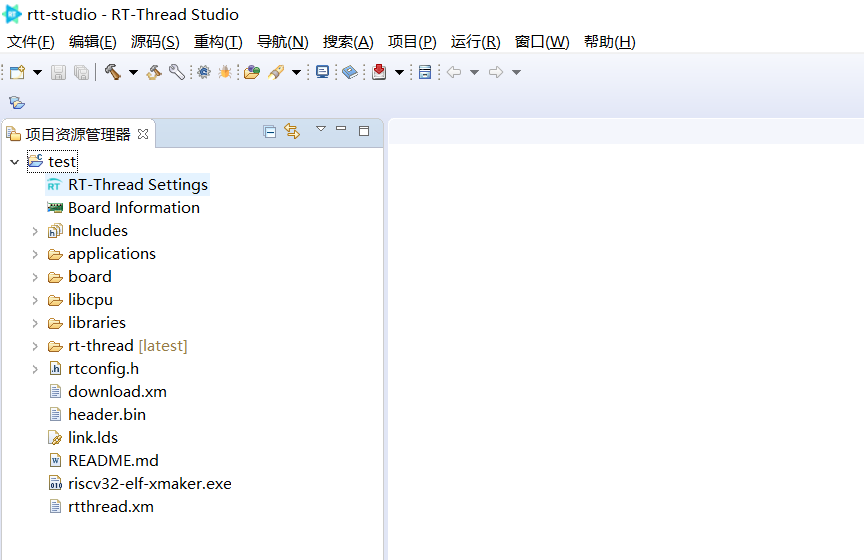 rtt-studio - RT-Thread Studio
文件(F) 编辑(E) 源码(S) 重构(T) 导航(N) 搜索(A) 项目(P) 运行(R) 窗口(W) 帮助(H)
项目资源管理器
test
RT-Thread Settings
Board Information
Includes
applications
board
libcpu
libraries
rt-thread [latest]
rtconfig.h
download.xm
header.bin
link.lds
README.md
riscv32-elf-xmaker.exe
rtthread.xm